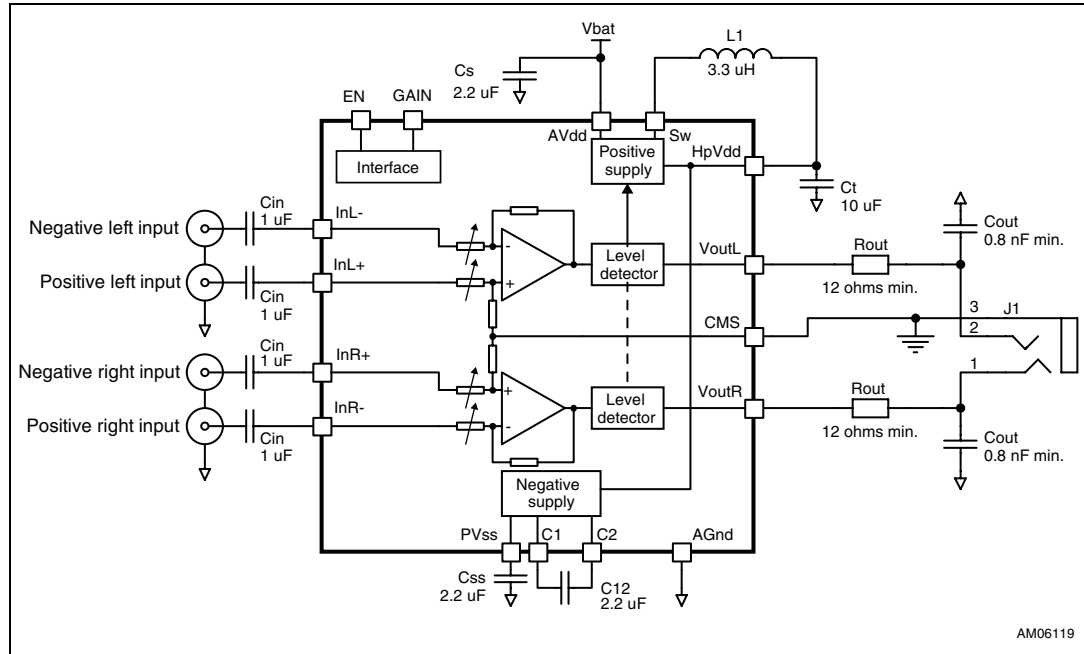 Vbat
L1
3.3 uH
Cs
2.2 uF
EN
GAIN
AVdd
Sw
HpVdd
Interface
Positive
supply
Ct
10 uF
Cin
1 uF
InL-
Negative left input
Cout
0.8 nF min.
Level
detector
VoutL
Rout
12 ohms min.
-
+
InL+
Positive left input
Cin
1 uF
CMS
3
J1
2
1
Cin
1 uF
InR+
Negative right input
+
-
Level
detector
VoutR
Rout
12 ohms min.
InR-
Positive right input
Cin
1 uF
Cout
0.8 nF min.
Negative
supply
PVss
C1
C2
AGnd
Css
2.2 uF
C12
2.2 uF
AM06119